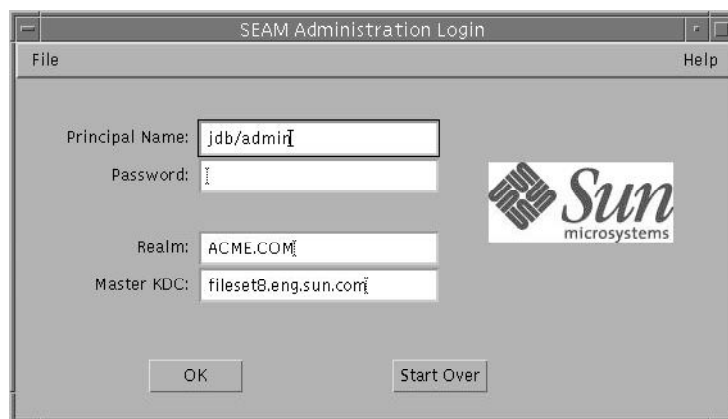 SEAM Administration Login
File Help
Principal Name: jdb/admin
Password:
Sun
microsystems
Realm: ACME.COM
Master KDC: fileset8.eng.sun.com
OK Start Over